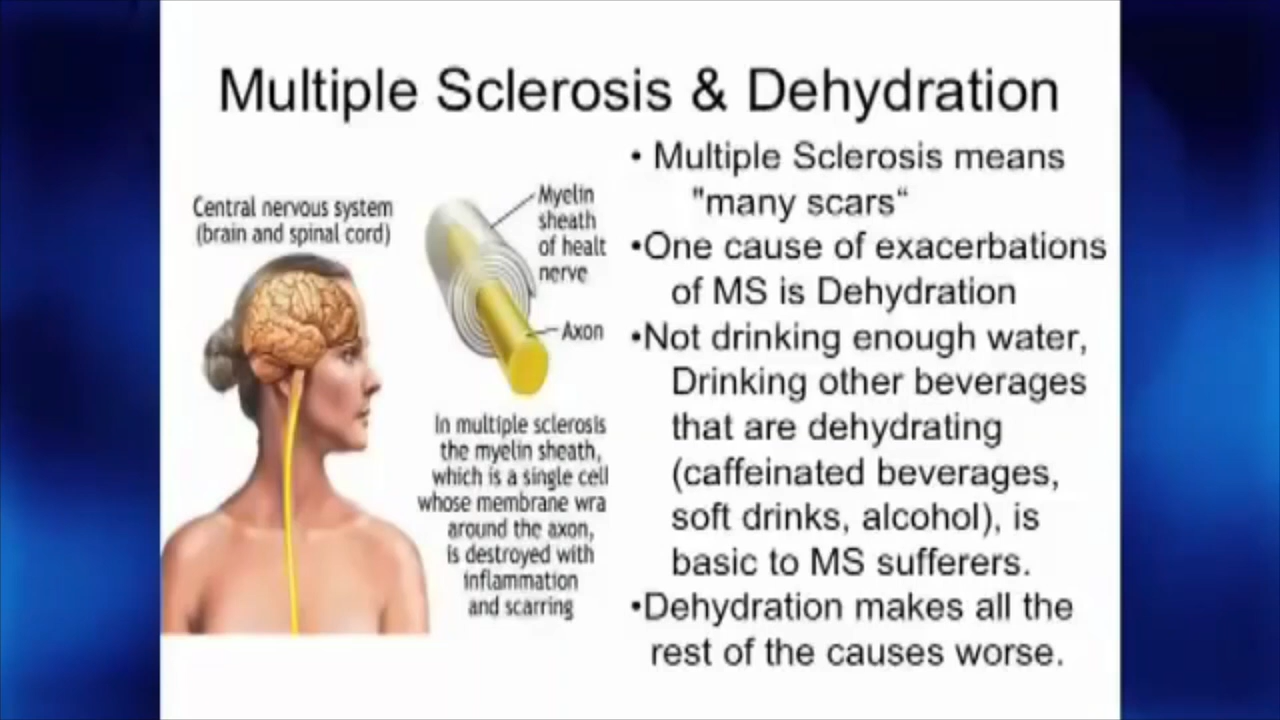 Multiple Sclerosis & Dehydration
Central nervous system
(brain and spinal cord)
Myelin
sheath
of healt
nerve
Axon
In multiple sclerosis
the myelin sheath,
which is a single cell
whose membrane wra
around the axon,
is destroyed with
inflammation
and scarring
• Multiple Sclerosis means
"many scars“
•One cause of exacerbations
of MS is Dehydration
•Not drinking enough water,
Drinking other beverages
that are dehydrating
(caffeinated beverages,
soft drinks, alcohol), is
basic to MS sufferers.
•Dehydration makes all the
rest of the causes worse.